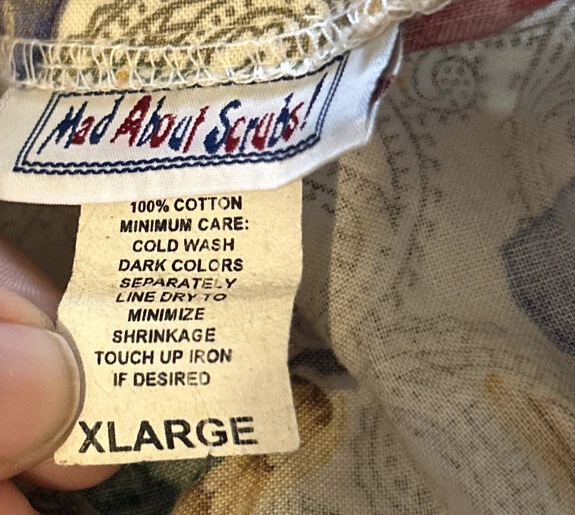 Mad About Scrubs!
100% COTTON
MINIMUM CARE:
COLD WASH
DARK COLORS
SEPARATELY
LINE DRY TO
MINIMIZE
SHRINKAGE
TOUCH UP IRON
IF DESIRED
XLARGE